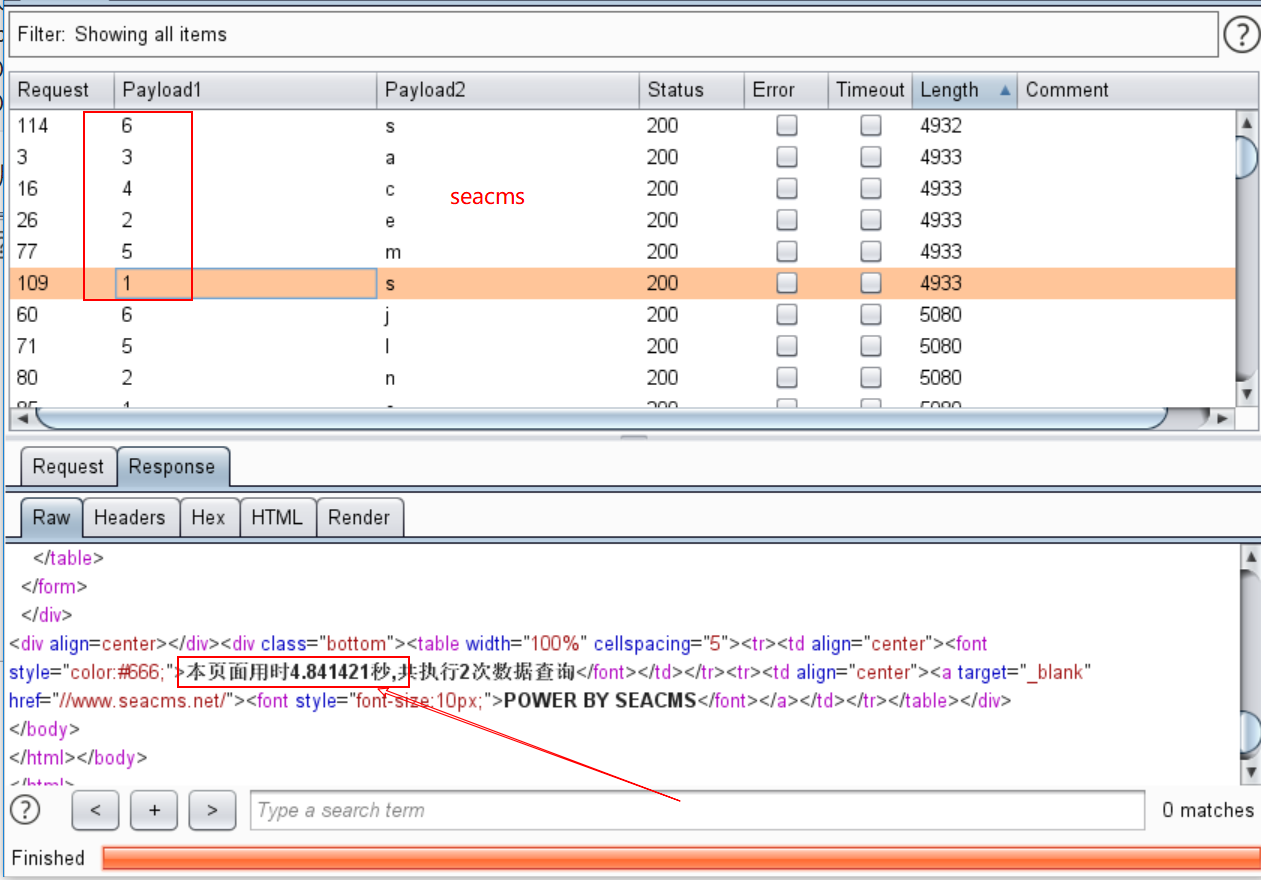 Filter: Showing all items
?
Request Payload1 Payload2 Status Error Timeout Length Comment
114 6 s 200 4932
3 3 a 200 4933
16 4 c 200 4933
seacms
26 2 e 200 4933
77 5 m 200 4933
109 1 s 200 4933
60 6 j 200 5080
71 5 l 200 5080
80 2 n 200 5080
Request Response
Raw Headers Hex HTML Render
</table>
</form>
</div>
<div align=center></div><div class="bottom"><table width="100%" cellspacing="5"><tr><td align="center"><font
style="color:#666;">本页面用时4.841421秒,共执行2次数据查询</font></td></tr><tr><td align="center"><a target="_blank"
href="//www.seacms.net/"><font style="font-size:10px;">POWER BY SEACMS</font></a></td></tr></table></div>
</body>
</html></body>
</html>
? < + > Type a search term 0 matches
Finished